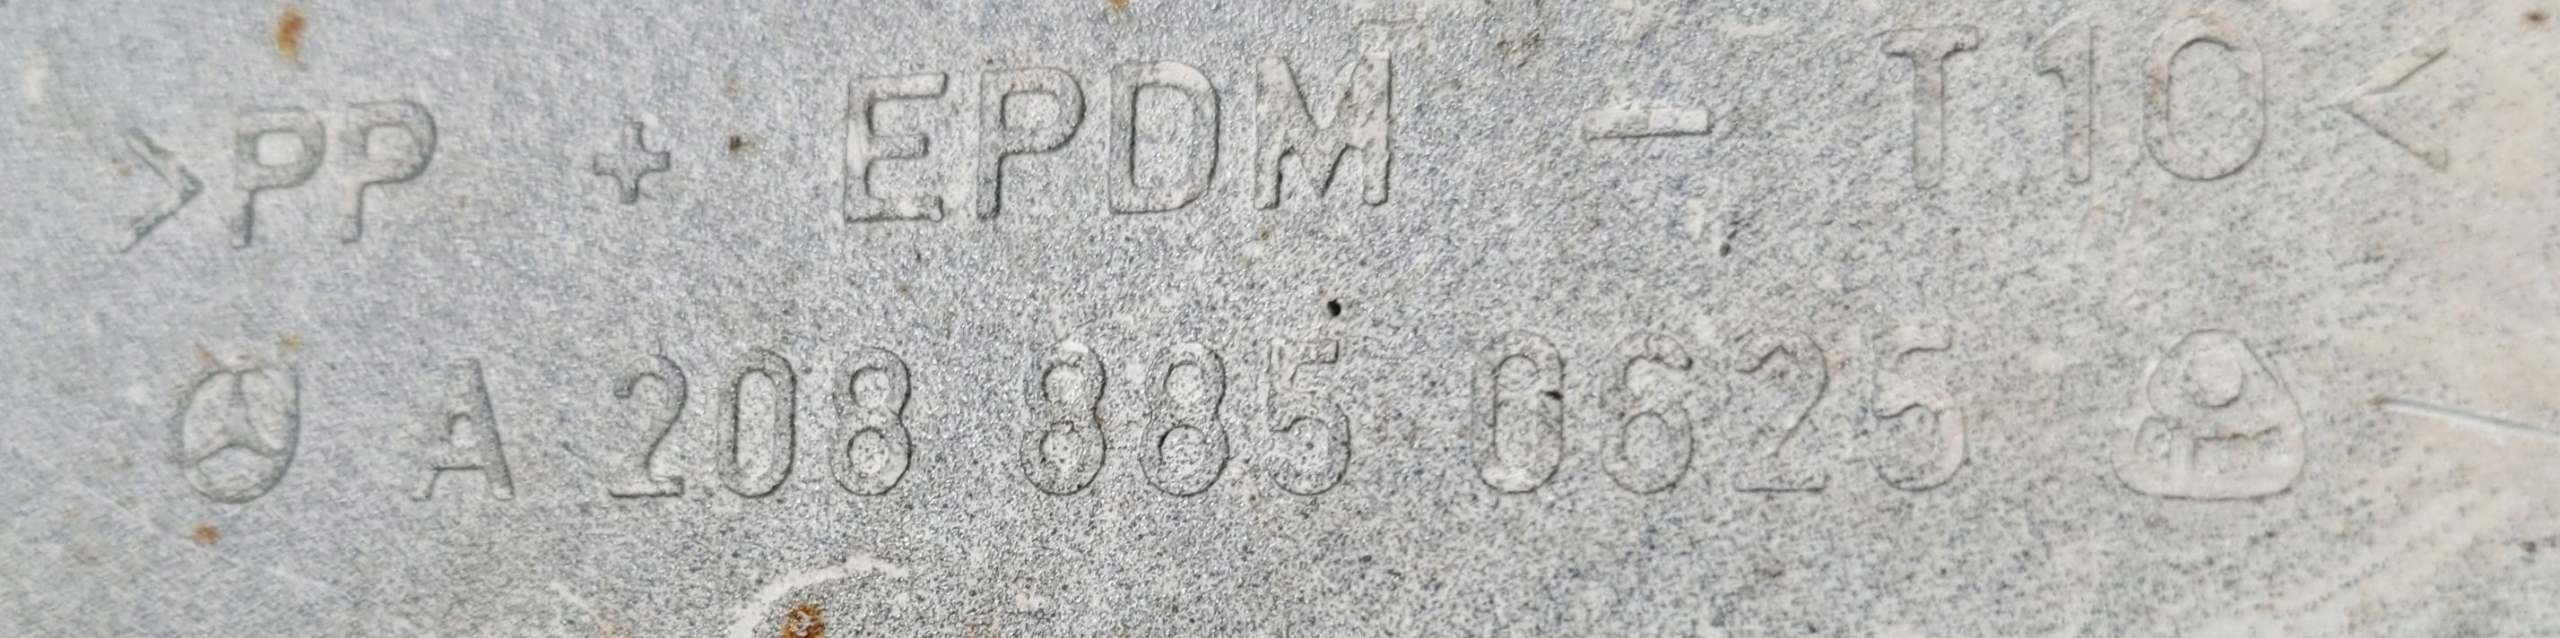 >PP + EPDM - T10<
A 208 885 0625